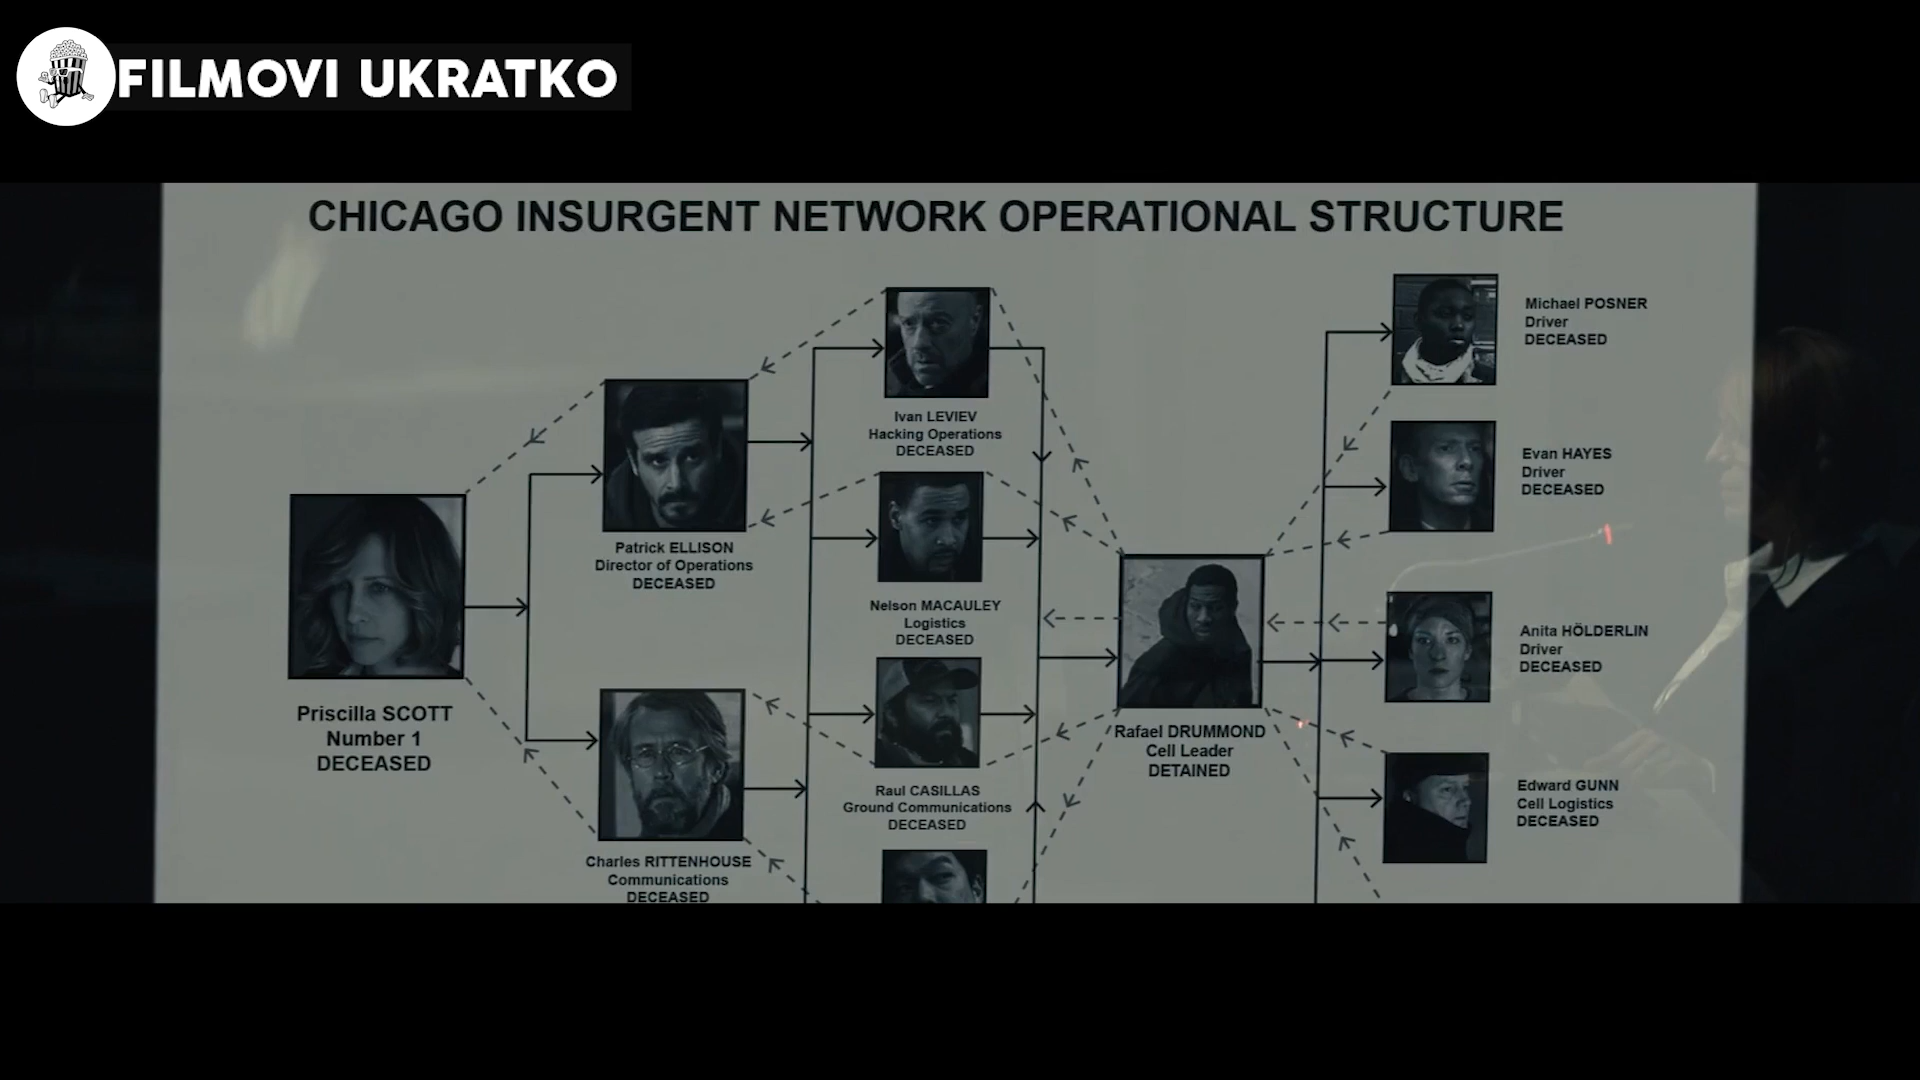 FILMOVI UKRATKO
CHICAGO INSURGENT NETWORK OPERATIONAL STRUCTURE
Priscilla SCOTT
Number 1
DECEASED
Patrick ELLISON
Director of Operations
DECEASED
Charles RITTENHOUSE
Communications
DECEASED
Ivan LEVIEV
Hacking Operations
DECEASED
Nelson MACAULEY
Logistics
DECEASED
Raul CASILLAS
Ground Communications
DECEASED
Rafael DRUMMOND
Cell Leader
DETAINED
Michael POSNER
Driver
DECEASED
Evan HAYES
Driver
DECEASED
Anita HÖLDERLIN
Driver
DECEASED
Edward GUNN
Cell Logistics
DECEASED